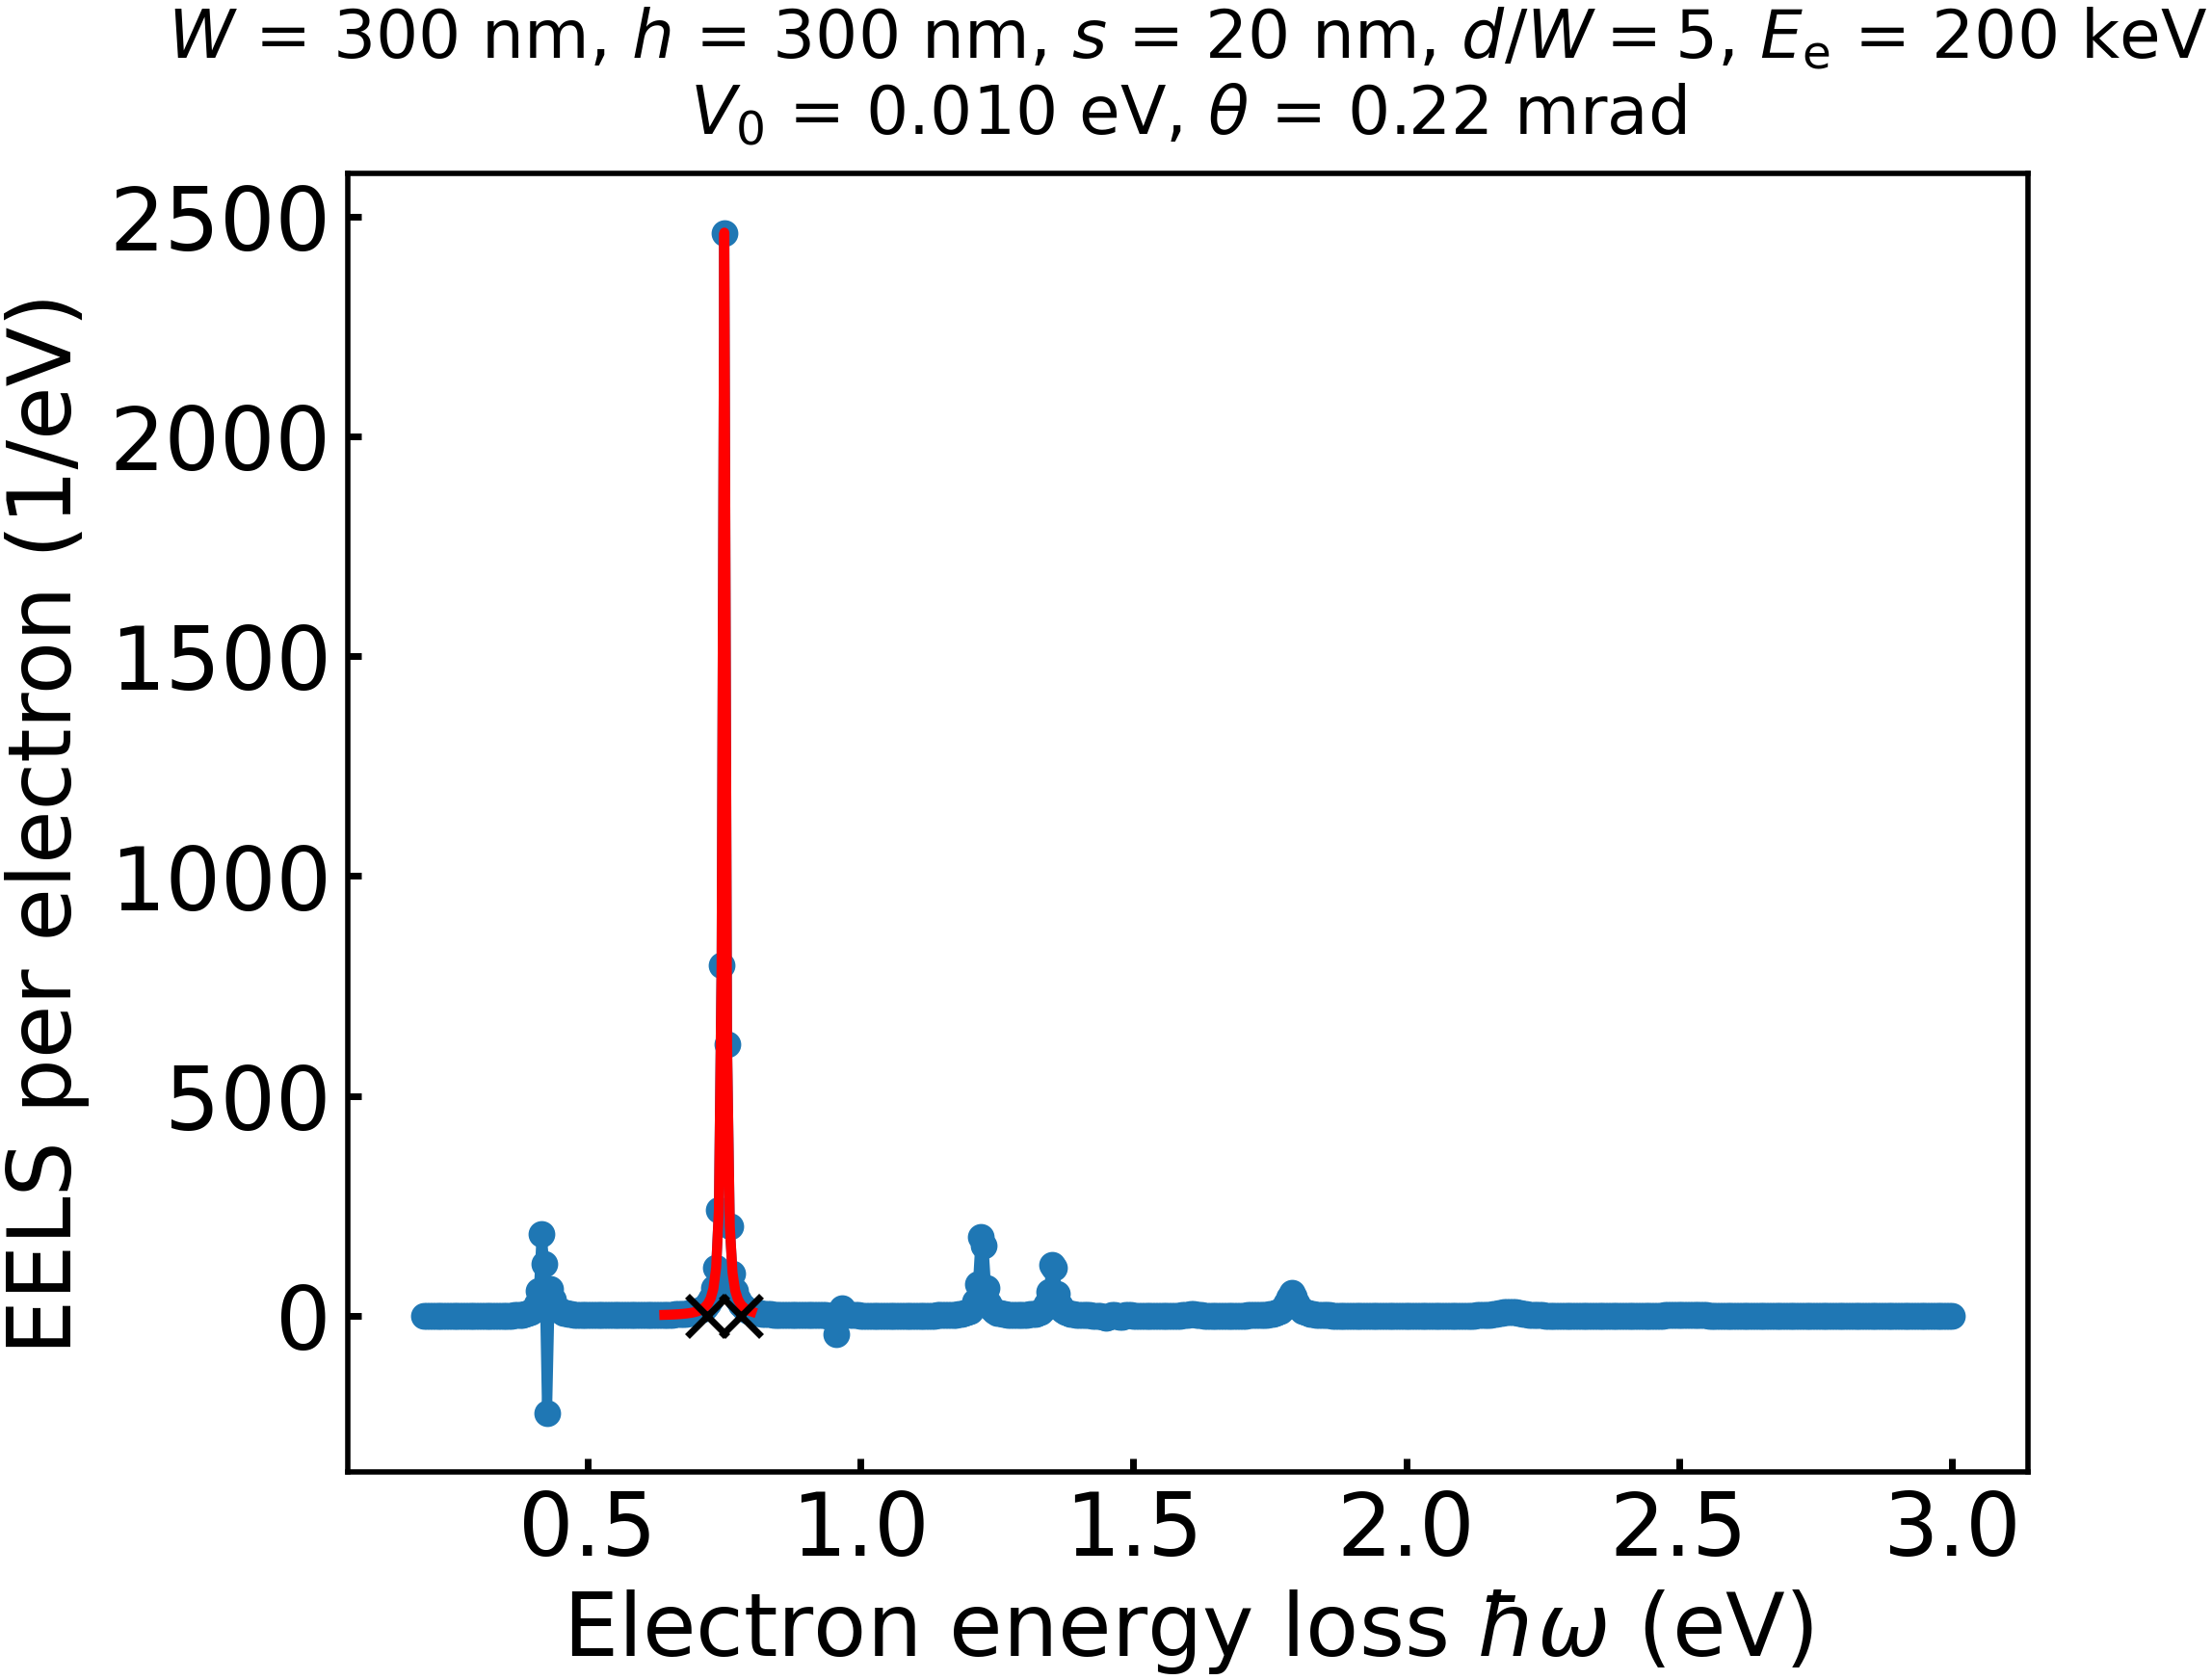 W = 300 nm, h = 300 nm, s = 20 nm, d/W = 5, Eₑ = 200 keV
V₀ = 0.010 eV, θ = 0.22 mrad
EELS per electron (1/eV)
2500
2000
1500
1000
500
0
0.5 1.0 1.5 2.0 2.5 3.0
Electron energy loss ħω (eV)